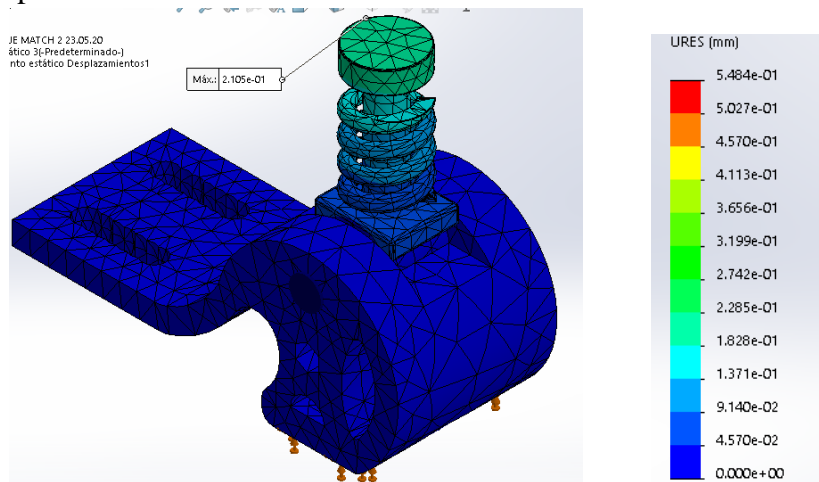 JE MATCH 2 23.05.20
ático 3(-Predeterminado-)
nto estático Desplazamientos1
Máx.: 2.105e-01
URES (mm)
5.484e-01
5.027e-01
4.570e-01
4.113e-01
3.656e-01
3.199e-01
2.742e-01
2.285e-01
1.828e-01
1.371e-01
9.140e-02
4.570e-02
0.000e+00